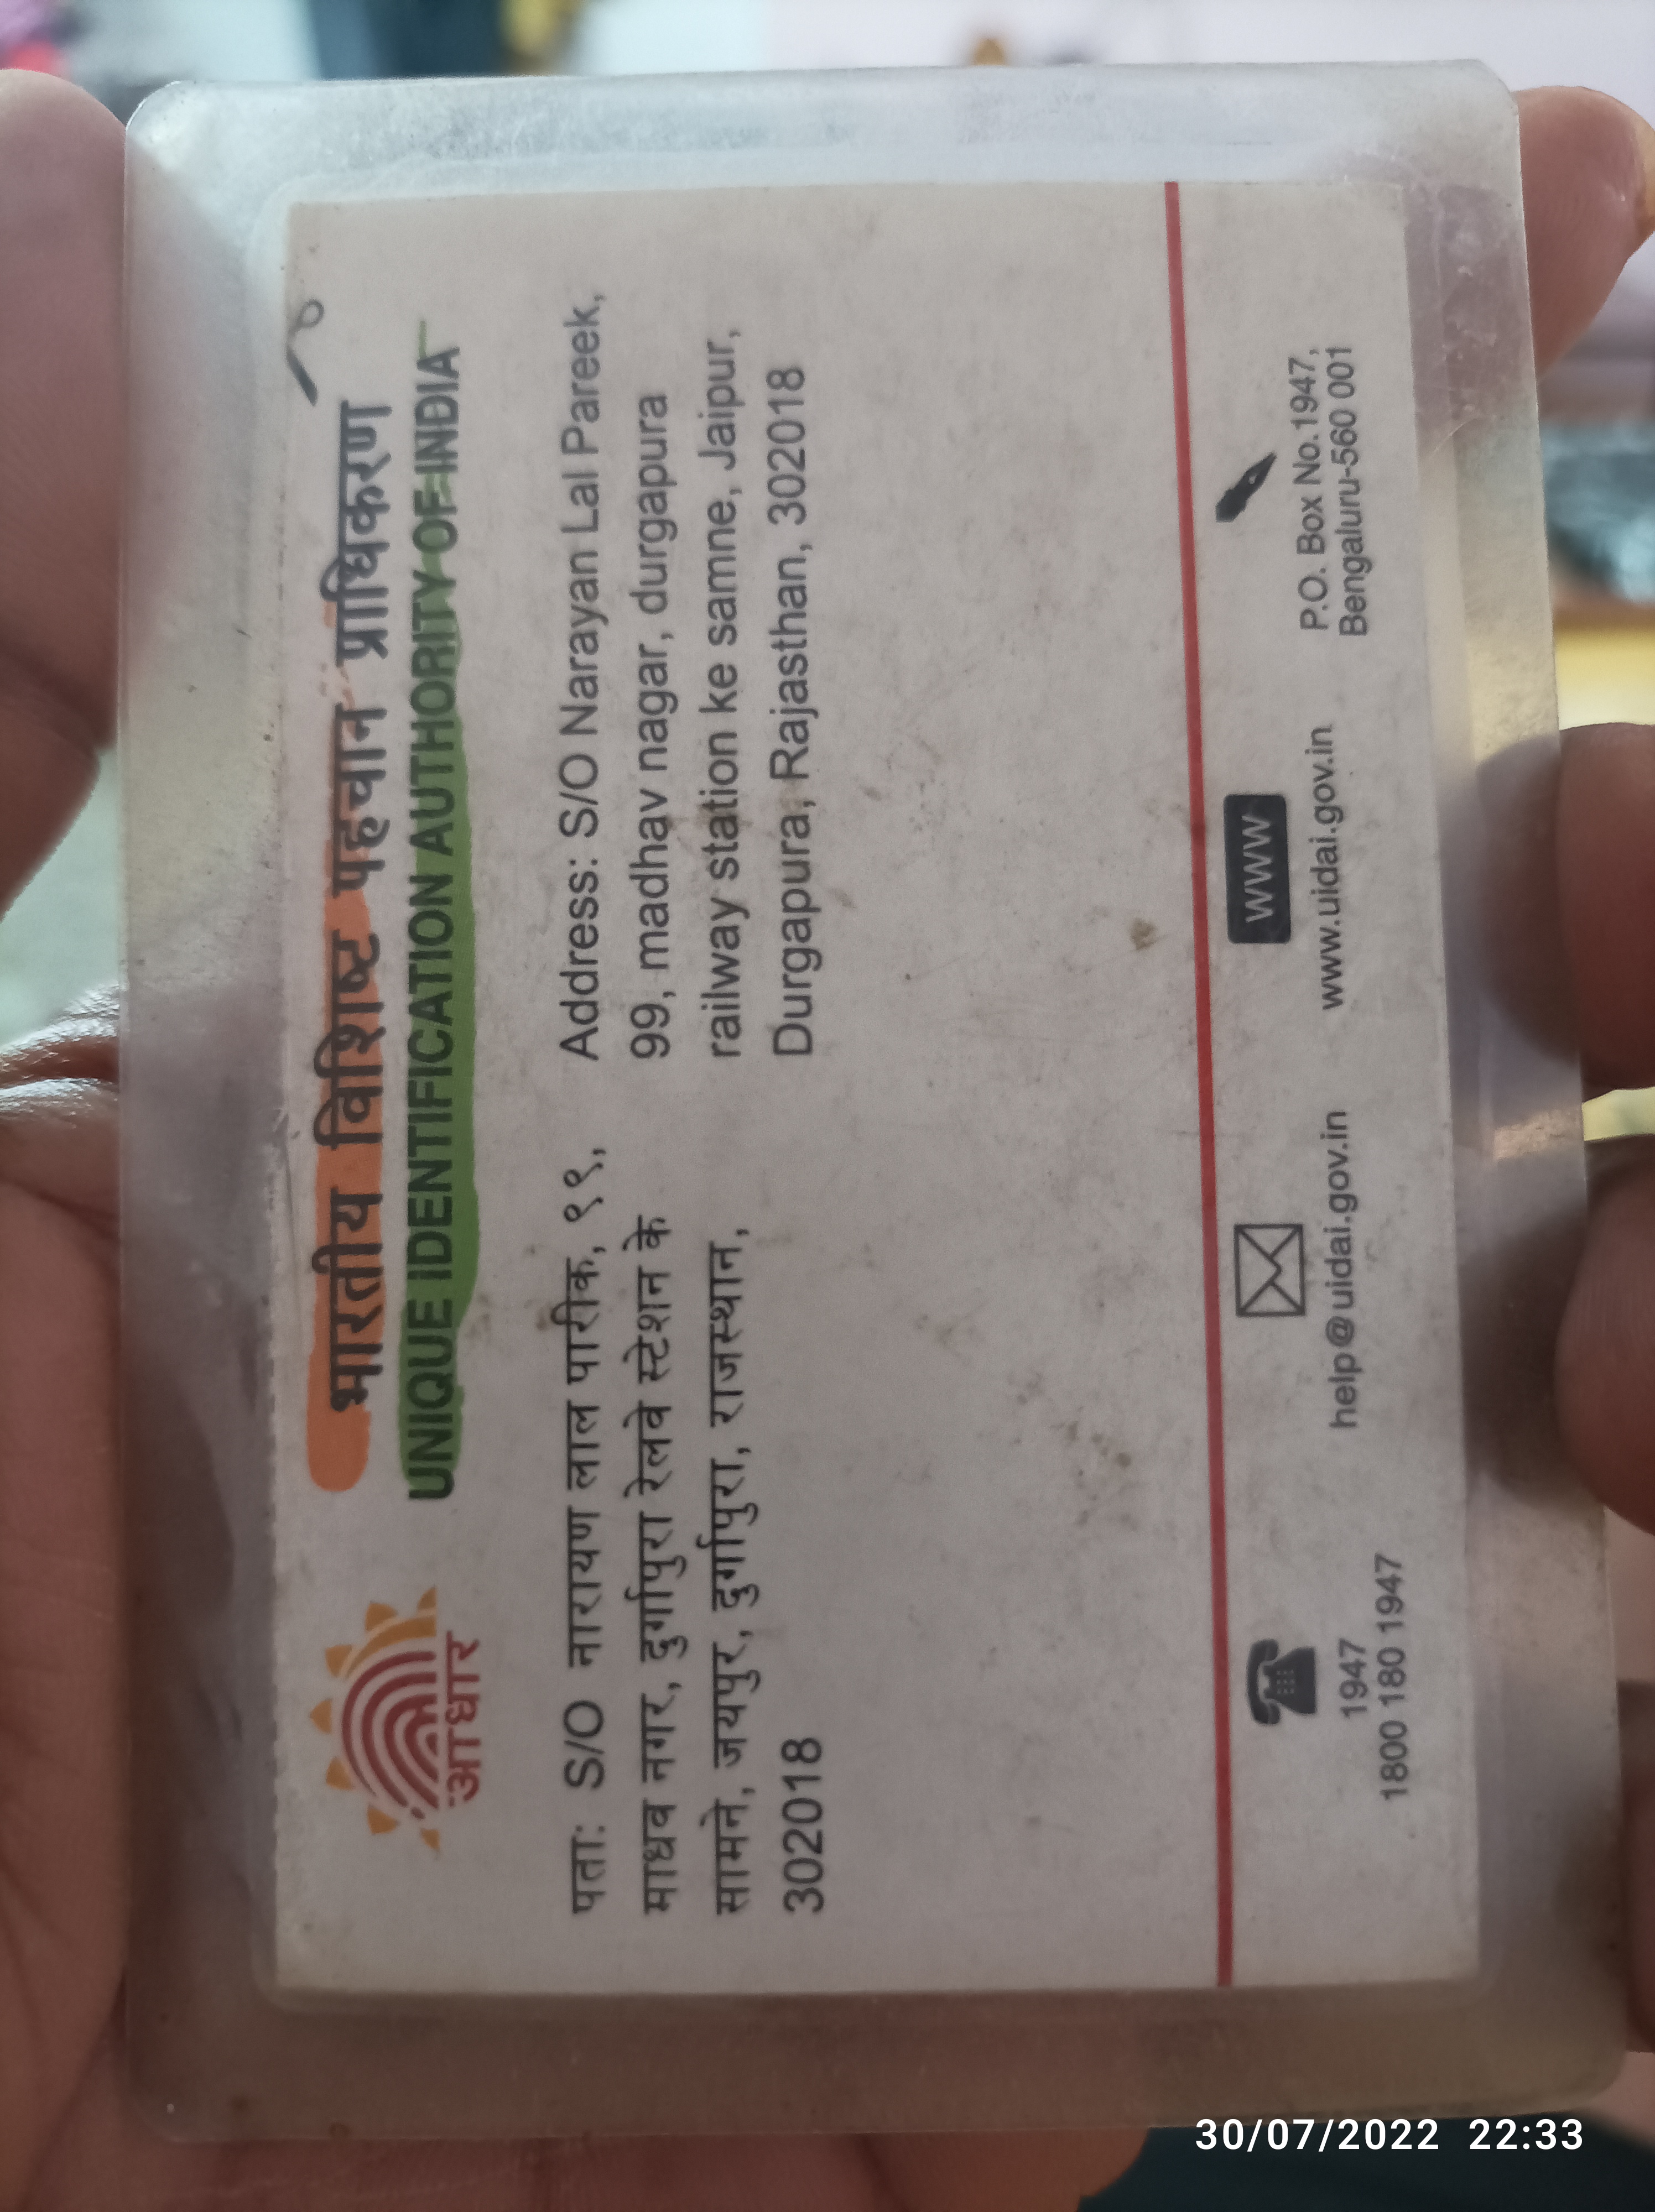 भारतीय विशिष्ट पहचान प्राधिकरण
UNIQUE IDENTIFICATION AUTHORITY OF INDIA
आधार
पता: S/O नारायण लाल पारीक, ९९,
माधव नगर, दुर्गापुरा रेलवे स्टेशन के
सामने, जयपुर, दुर्गापुरा, राजस्थान,
302018
Address: S/O Narayan Lal Pareek,
99, madhav nagar, durgapura
railway station ke samne, Jaipur,
Durgapura, Rajasthan, 302018
1947
1800 180 1947
help@uidai.gov.in
www
www.uidai.gov.in
P.O. Box No.1947,
Bengaluru-560 001
30/07/2022 22:33